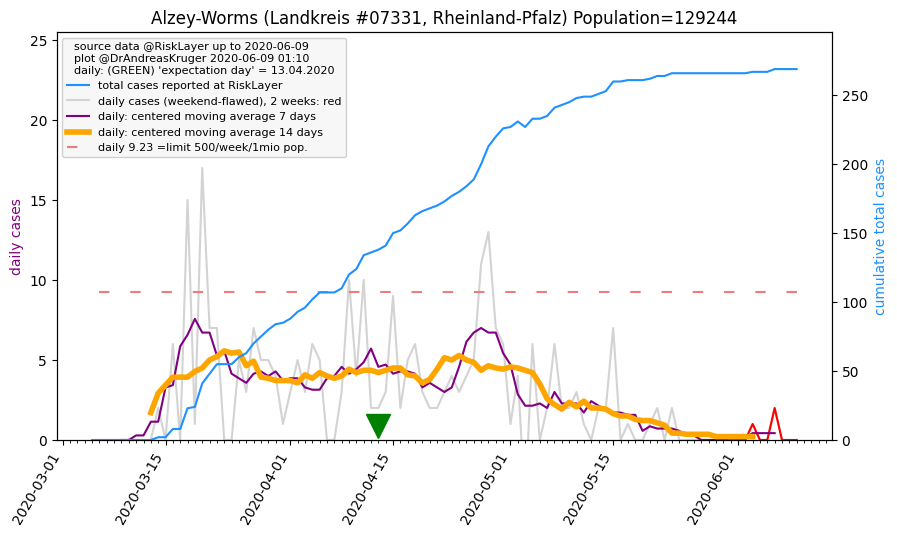 Alzey-Worms (Landkreis #07331, Rheinland-Pfalz) Population=129244
source data @RiskLayer up to 2020-06-09
plot @DrAndreasKruger 2020-06-09 01:10
daily: (GREEN) 'expectation day' = 13.04.2020
total cases reported at RiskLayer
daily cases (weekend-flawed), 2 weeks: red
daily: centered moving average 7 days
daily: centered moving average 14 days
daily 9.23 =limit 500/week/1mio pop.
daily cases
25
20
15
10
5
0
cumulative total cases
250
200
150
100
50
0
2020-03-01
2020-03-15
2020-04-01
2020-04-15
2020-05-01
2020-05-15
2020-06-01